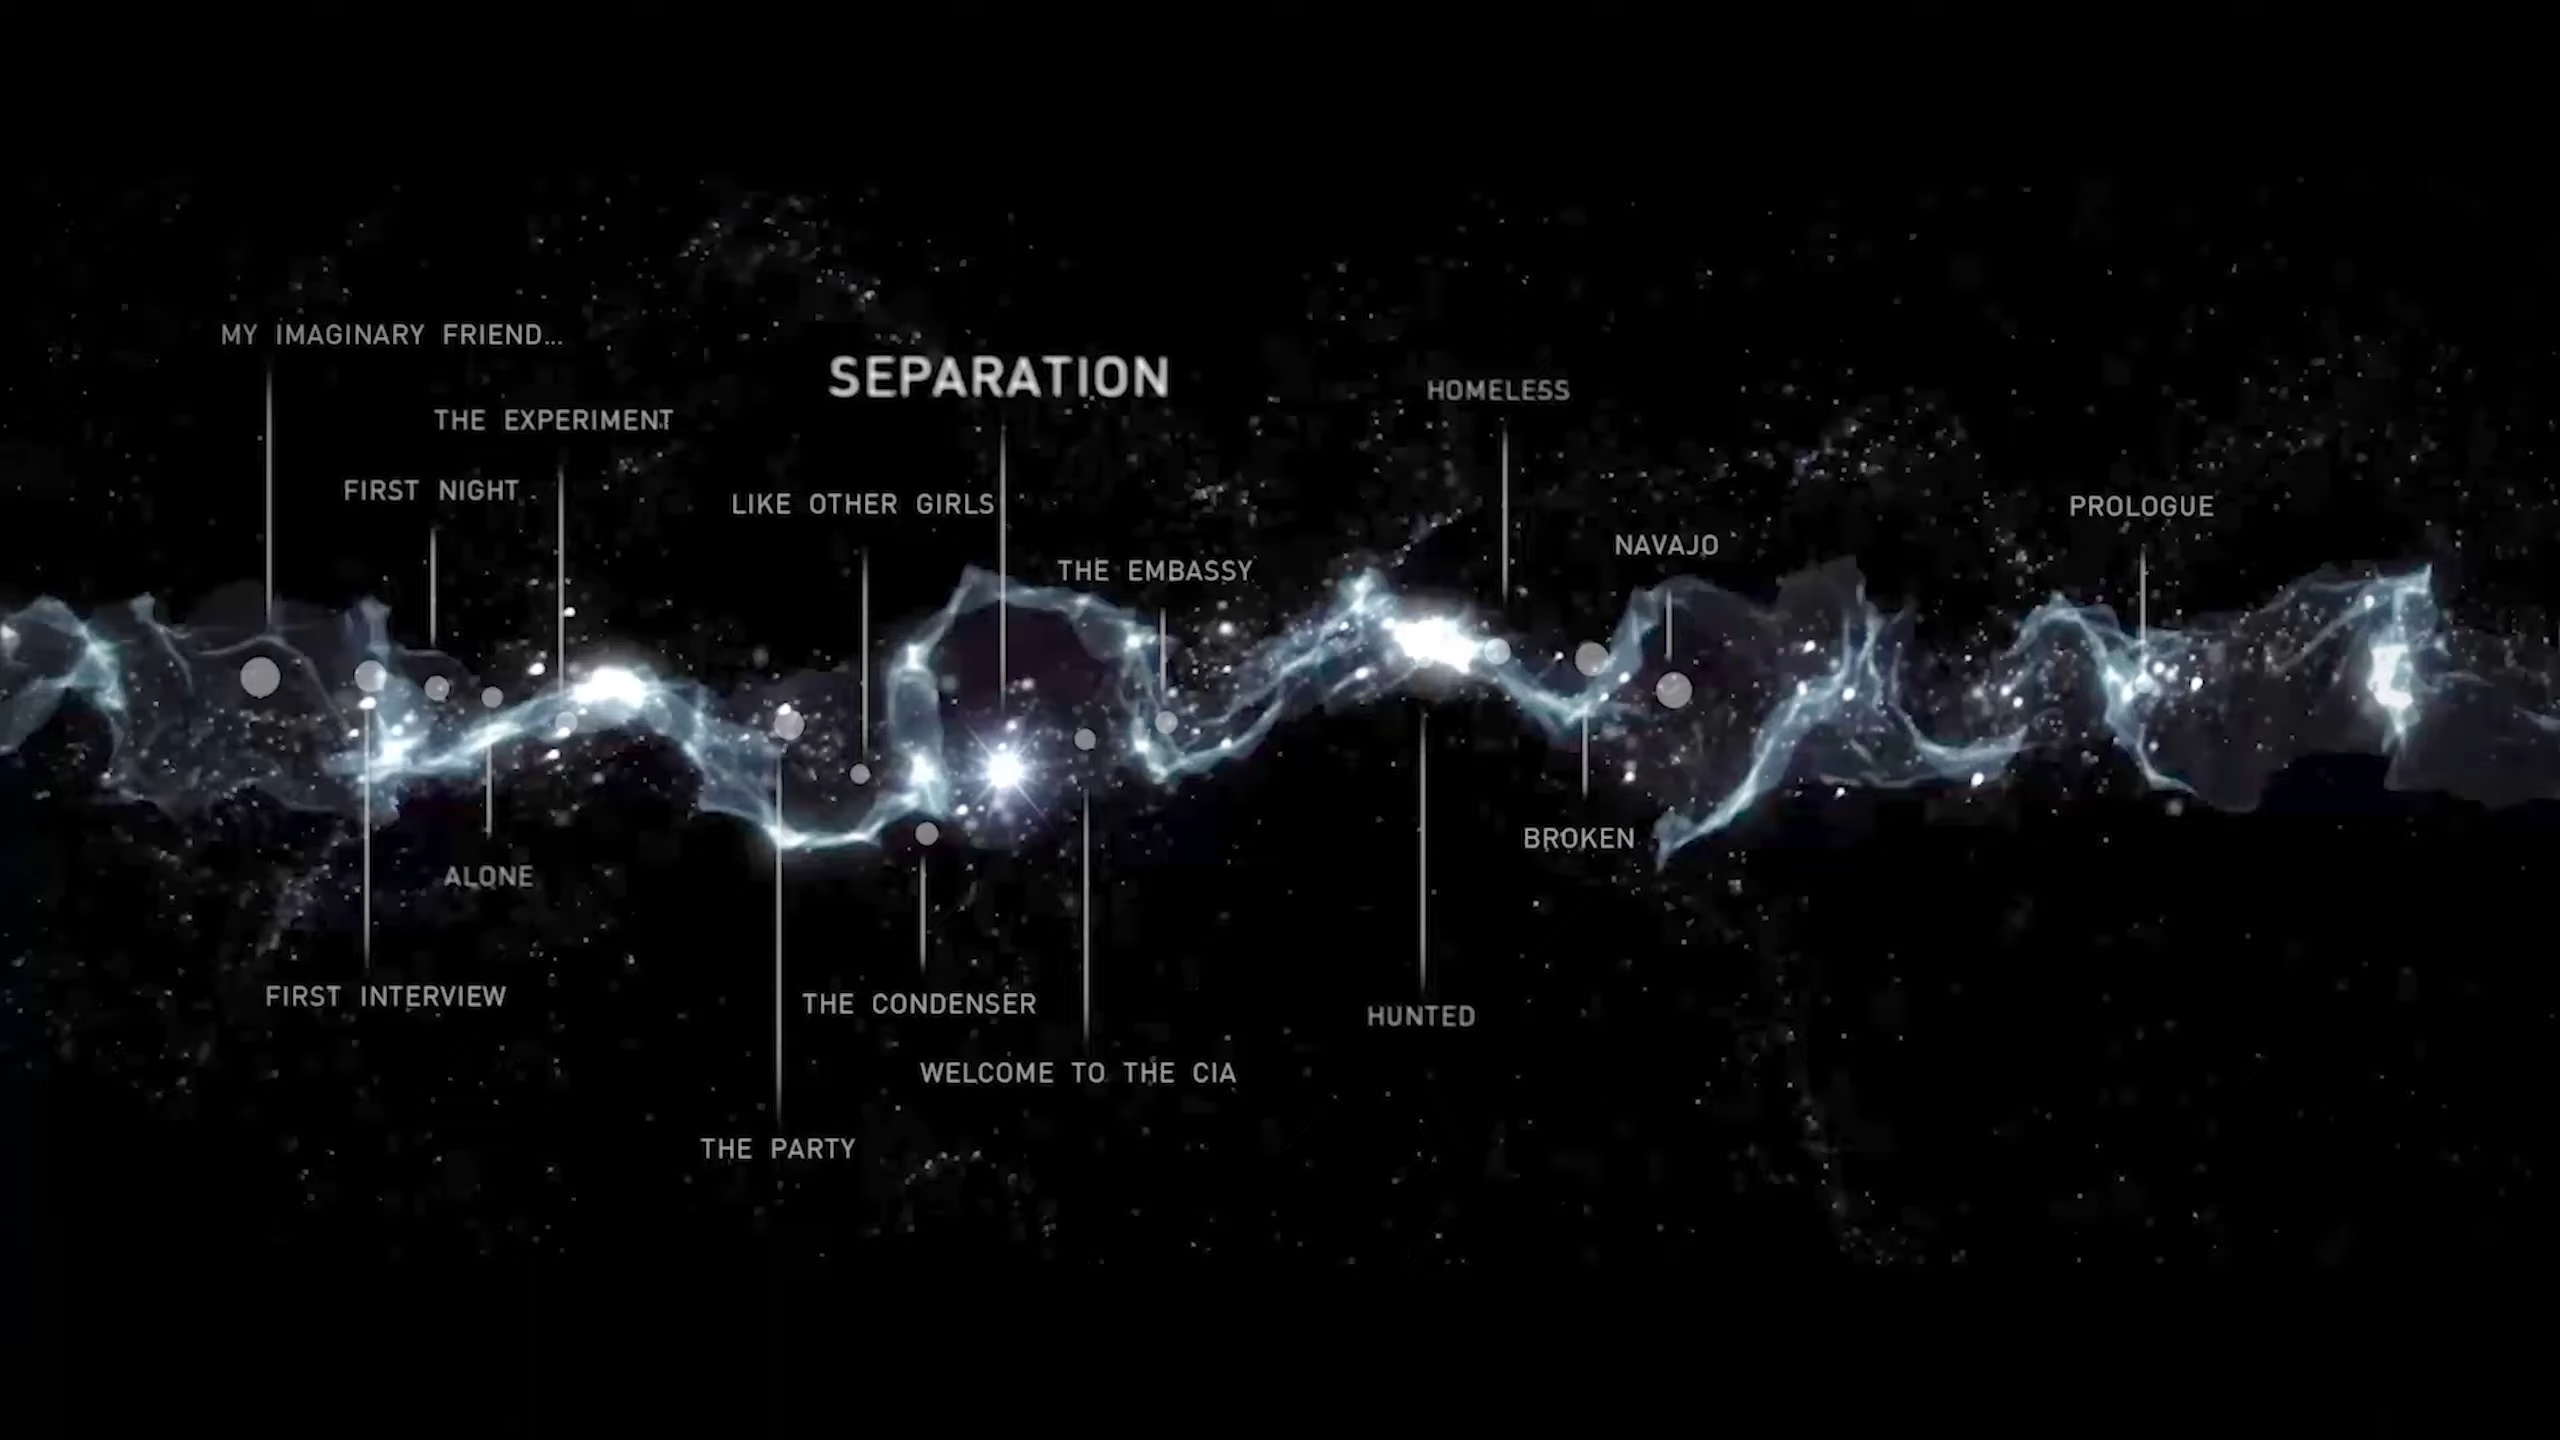 MY IMAGINARY FRIEND...
SEPARATION
HOMELESS
THE EXPERIMENT
FIRST NIGHT
LIKE OTHER GIRLS
PROLOGUE
NAVAJO
THE EMBASSY
BROKEN
ALONE
FIRST INTERVIEW
THE CONDENSER
HUNTED
WELCOME TO THE CIA
THE PARTY